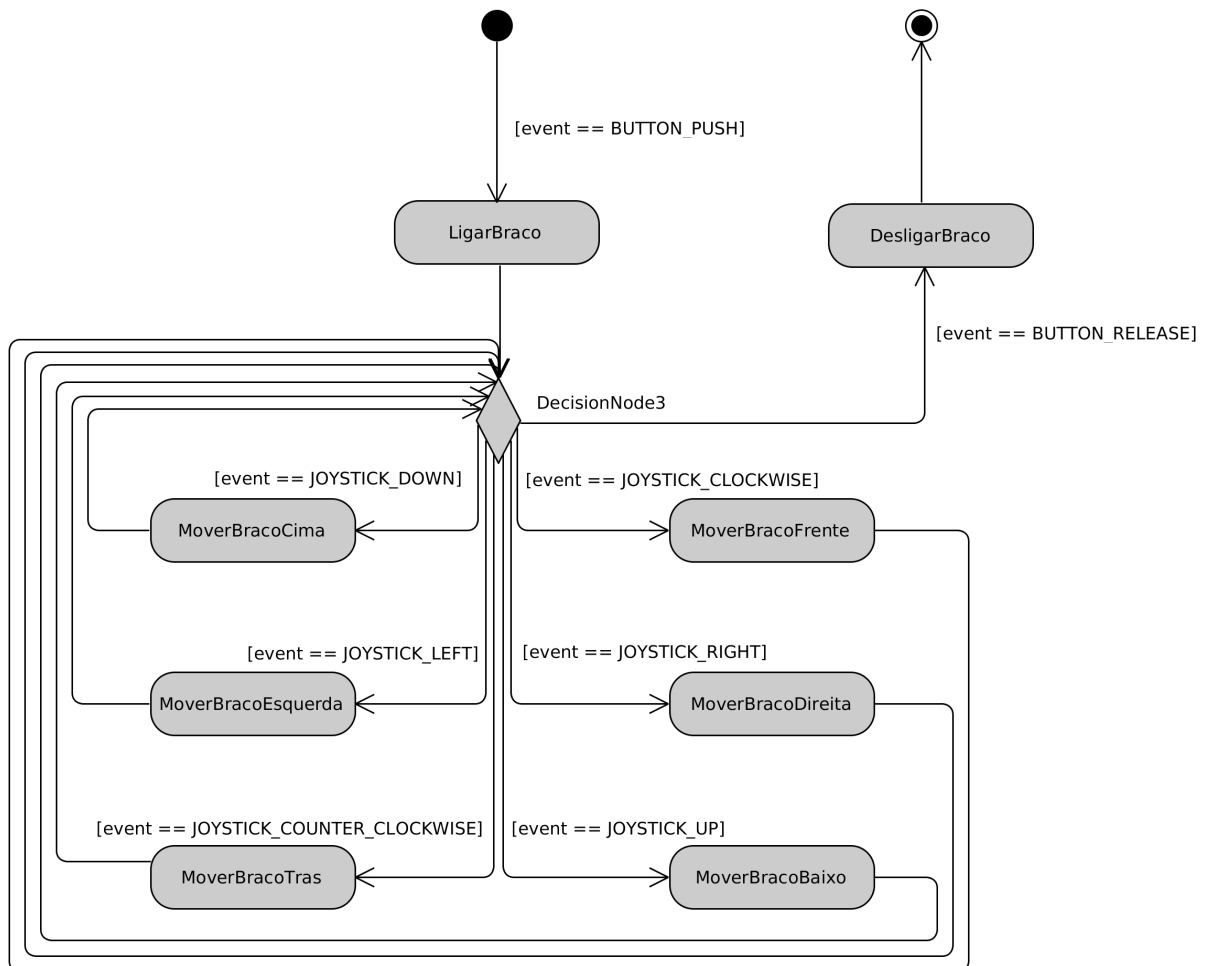 [event == BUTTON_PUSH]
LigarBraco
DesligarBraco
[event == BUTTON_RELEASE]
DecisionNode3
[event == JOYSTICK_DOWN]
[event == JOYSTICK_CLOCKWISE]
MoverBracoCima
MoverBracoFrente
[event == JOYSTICK_LEFT]
[event == JOYSTICK_RIGHT]
MoverBracoEsquerda
MoverBracoDireita
[event == JOYSTICK_COUNTER_CLOCKWISE]
[event == JOYSTICK_UP]
MoverBracoTras
MoverBracoBaixo